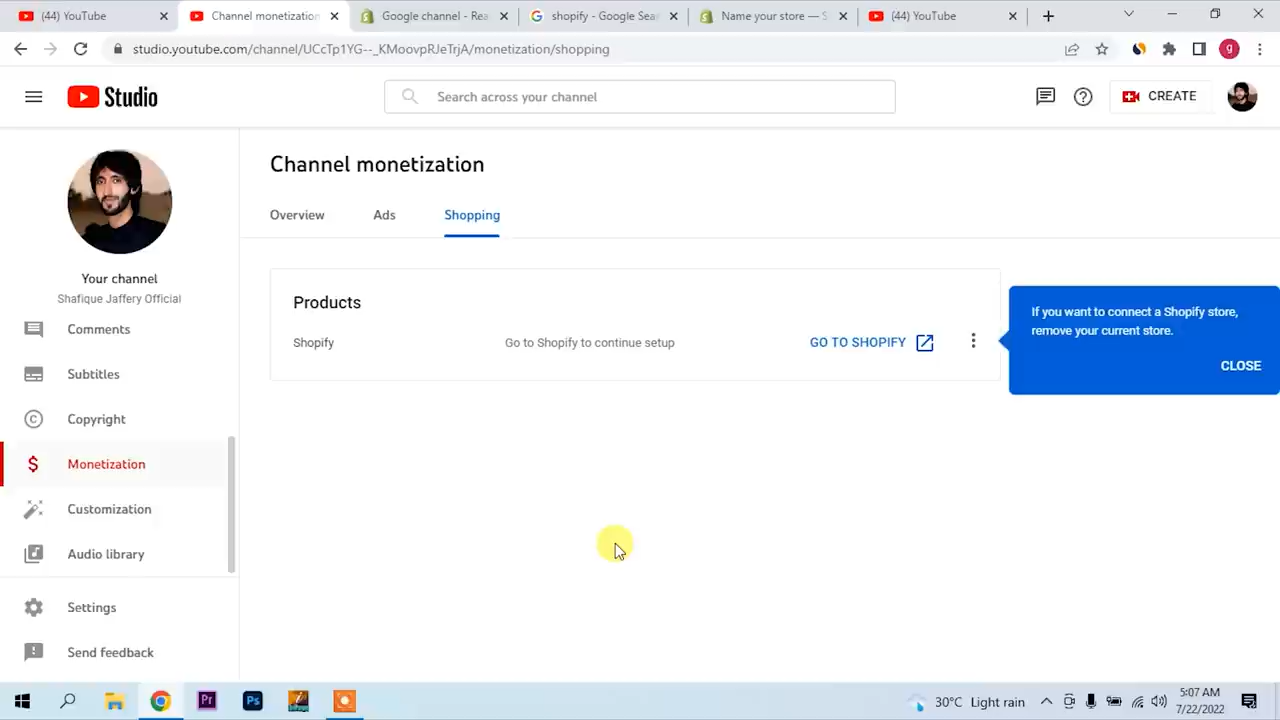 (44) YouTube
Channel monetization
Google channel - Rea
shopify - Google Sea
Name your store — S
(44) YouTube
studio.youtube.com/channel/UCcTp1YG--_KMoovpRJeTrjA/monetization/shopping
g
Studio
Search across your channel
CREATE
Your channel
Shafique Jaffery Official
Comments
Subtitles
Copyright
Monetization
Customization
Audio library
Settings
Send feedback
Channel monetization
Overview
Ads
Shopping
Products
Shopify
Go to Shopify to continue setup
GO TO SHOPIFY
If you want to connect a Shopify store,
remove your current store.
CLOSE
Pr
Ps
30°C Light rain
5:07 AM
7/22/2022